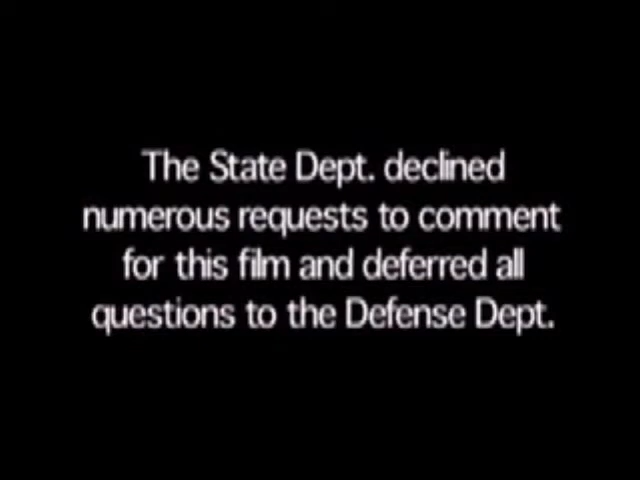 The State Dept. declined
numerous requests to comment
for this film and deferred all
questions to the Defense Dept.